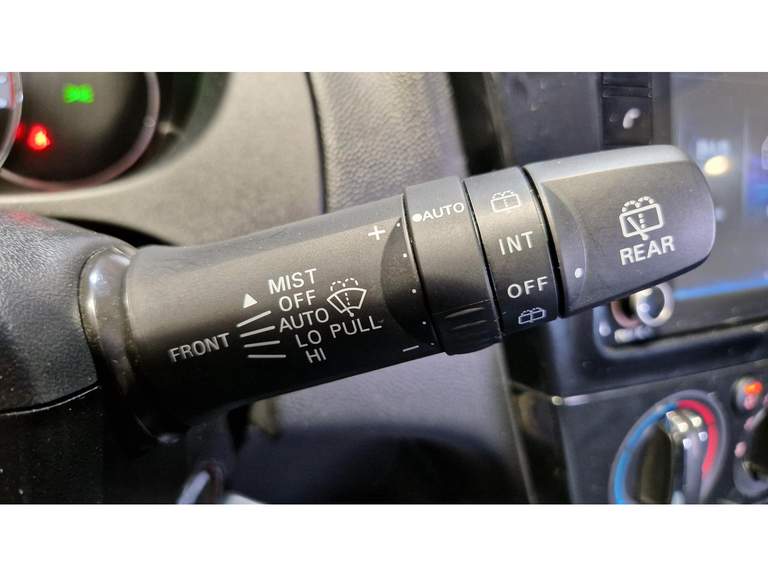 MIST
OFF
FRONT AUTO
LO PULL
HI
+
−
AUTO
INT
OFF
REAR